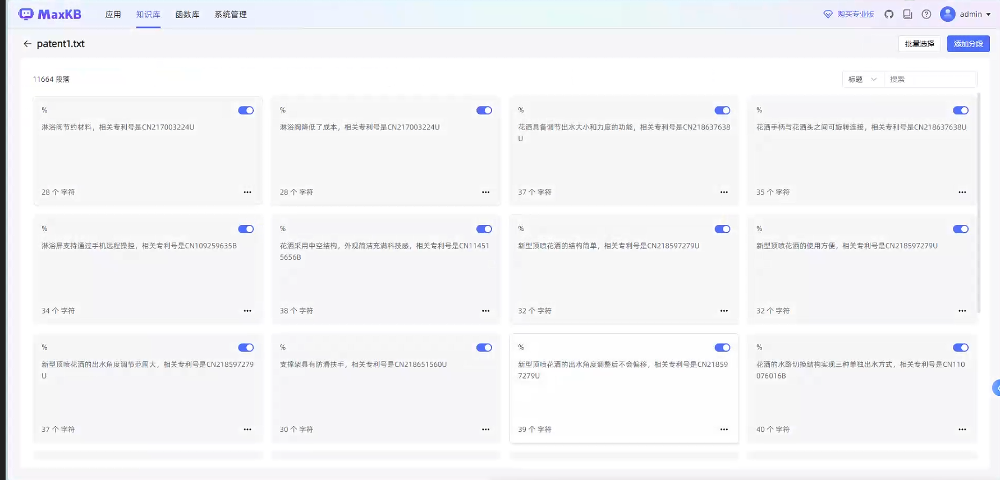 MaxKB 应用 知识库 函数库 系统管理 购买专业版 admin
patent1.txt 批量选择 添加分段
11664 段落 标题 搜索
%
淋浴阀节约材料，相关专利号是CN217003224U
28 个 字符
%
淋浴阀降低了成本，相关专利号是CN217003224U
28 个 字符
%
花洒具备调节出水大小和力度的功能，相关专利号是CN218637638
U
37 个 字符
%
花洒手柄与花洒头之间可旋转连接，相关专利号是CN218637638U
35 个 字符
%
淋浴屏支持通过手机远程操控，相关专利号是CN109259635B
34 个 字符
%
花洒采用中空结构，外观简洁充满科技感，相关专利号是CN11451
5656B
38 个 字符
%
新型顶喷花洒的结构简单，相关专利号是CN218597279U
32 个 字符
%
新型顶喷花洒的使用方便，相关专利号是CN218597279U
32 个 字符
%
新型顶喷花洒的出水角度调节范围大，相关专利号是CN218597279
U
37 个 字符
%
支撑架具有防滑扶手，相关专利号是CN218651560U
30 个 字符
%
新型顶喷花洒的出水角度调整后不会偏移，相关专利号是CN21859
7279U
39 个 字符
%
花洒的水路切换结构实现三种单独出水方式，相关专利号是CN110
076016B
40 个 字符